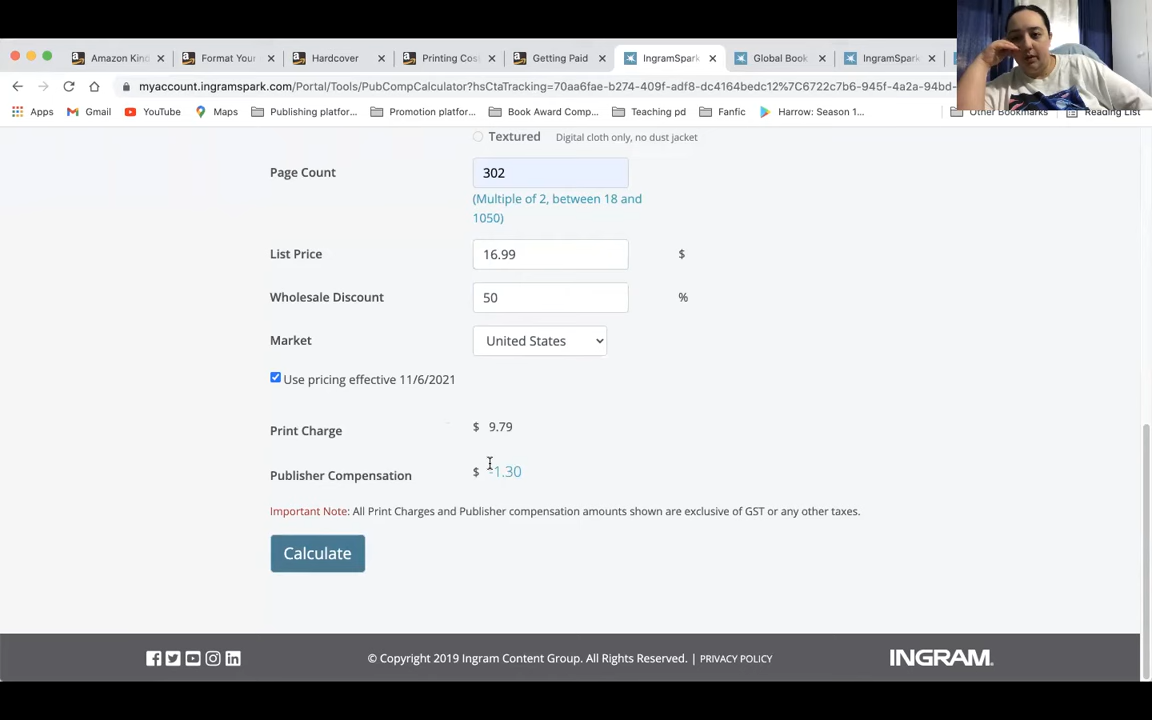 Amazon Kind
Format Your
Hardcover
Printing Cos
Getting Paid
IngramSpark
Global Book
IngramSpark
myaccount.ingramspark.com/Portal/Tools/PubCompCalculator?hsCtaTracking=70aa6fae-b274-409f-adf8-dc4164bedc12%7C6722c7b6-945f-4a2a-94bd-
Apps Gmail YouTube Maps Publishing platfor... Promotion platfor... Book Award Comp... Teaching pd Fanfic Harrow: Season 1... Other Bookmarks Reading List
Textured Digital cloth only, no dust jacket
Page Count 302
(Multiple of 2, between 18 and
1050)
List Price 16.99 $
Wholesale Discount 50 %
Market United States
Use pricing effective 11/6/2021
Print Charge $ 9.79
Publisher Compensation $ -1.30
Important Note: All Print Charges and Publisher compensation amounts shown are exclusive of GST or any other taxes.
Calculate
© Copyright 2019 Ingram Content Group. All Rights Reserved. | PRIVACY POLICY
INGRAM